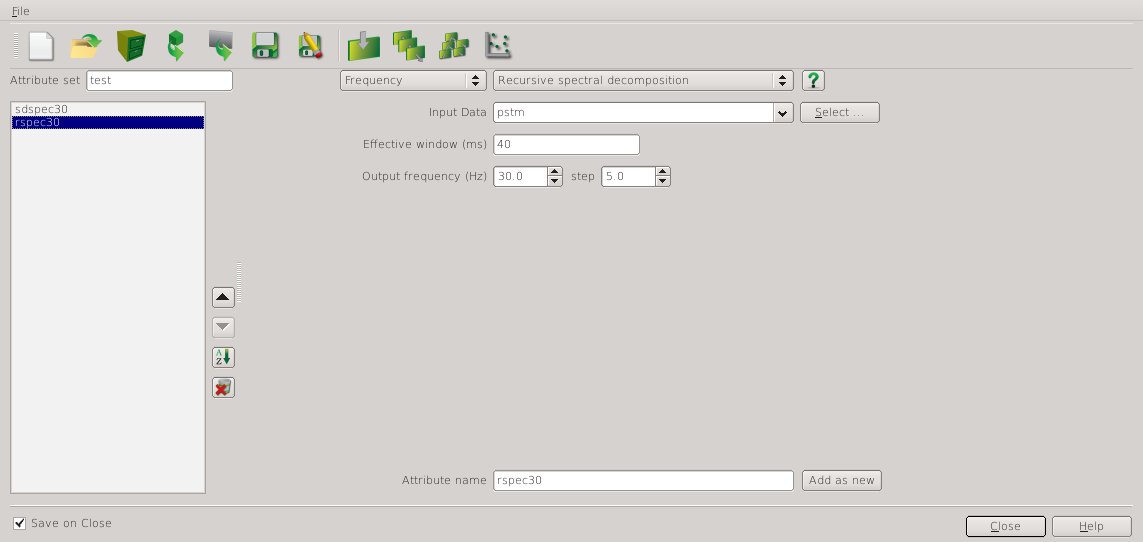 File
Attribute set test Frequency Recursive spectral decomposition ?
sdspec30
rspec30
Input Data pstm Select ...
Effective window (ms) 40
Output frequency (Hz) 30.0 step 5.0
A
Z
Attribute name rspec30 Add as new
Save on Close
Close Help